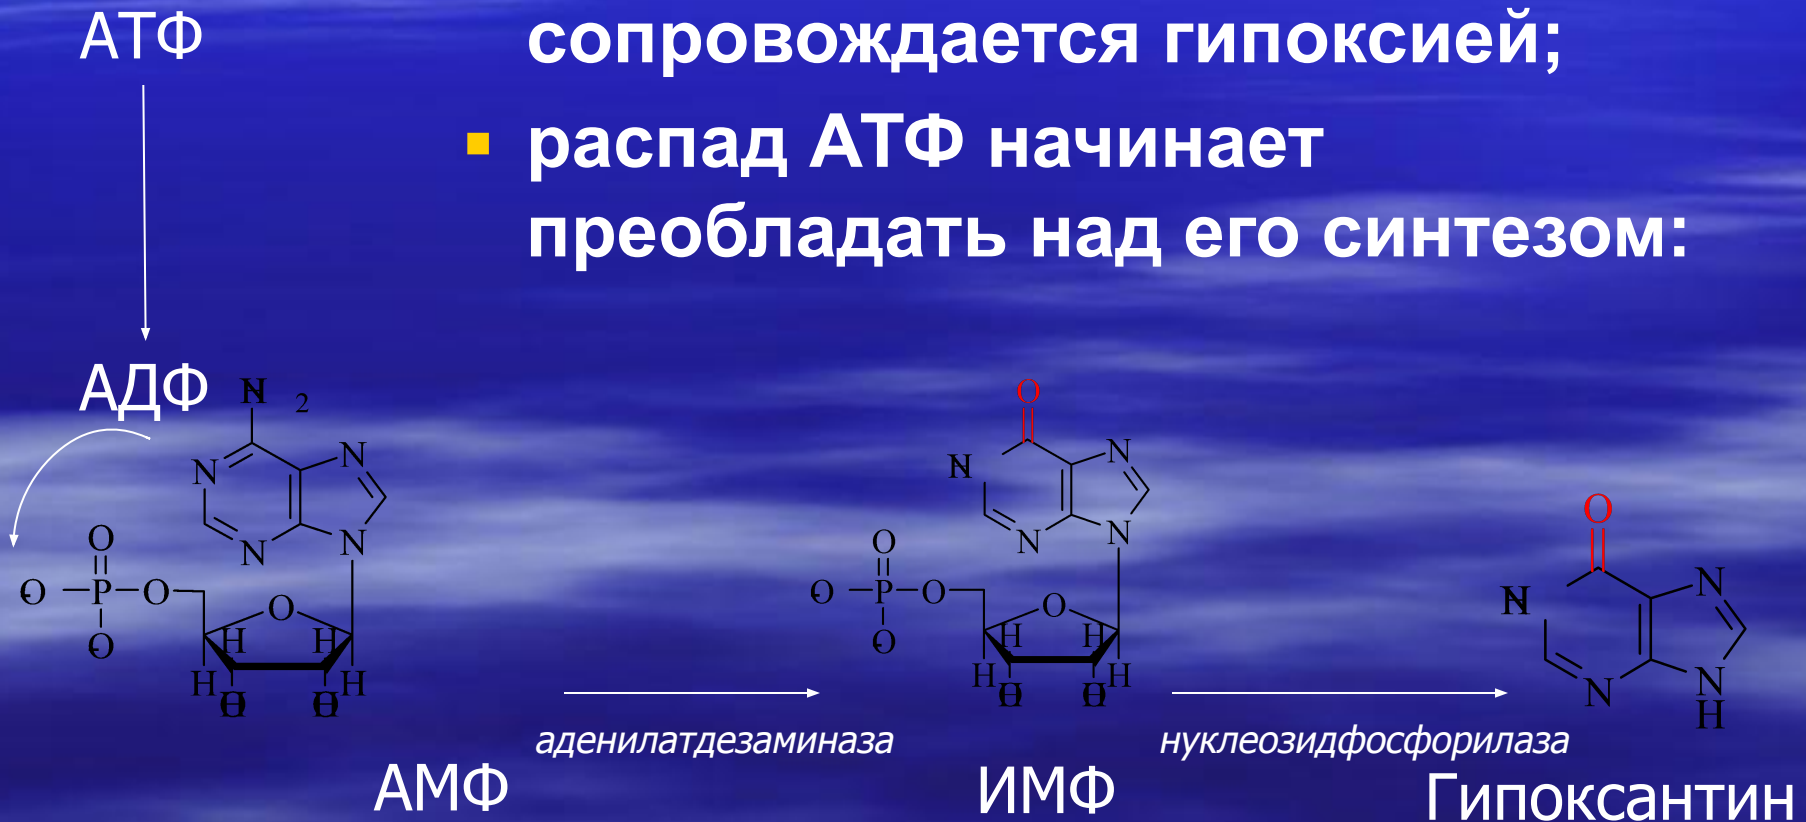 АТФ
сопровождается гипоксией;
распад АТФ начинает
преобладать над его синтезом:
АДФ
N 2
N N
N N
O
O P O O
O
H H
H H
O
N N
N N
O
O P O O
O
H H
H H
O
N N
N N
H
аденилатдезаминаза
нуклеозидфосфорилаза
АМФ
ИМФ
Гипоксантин